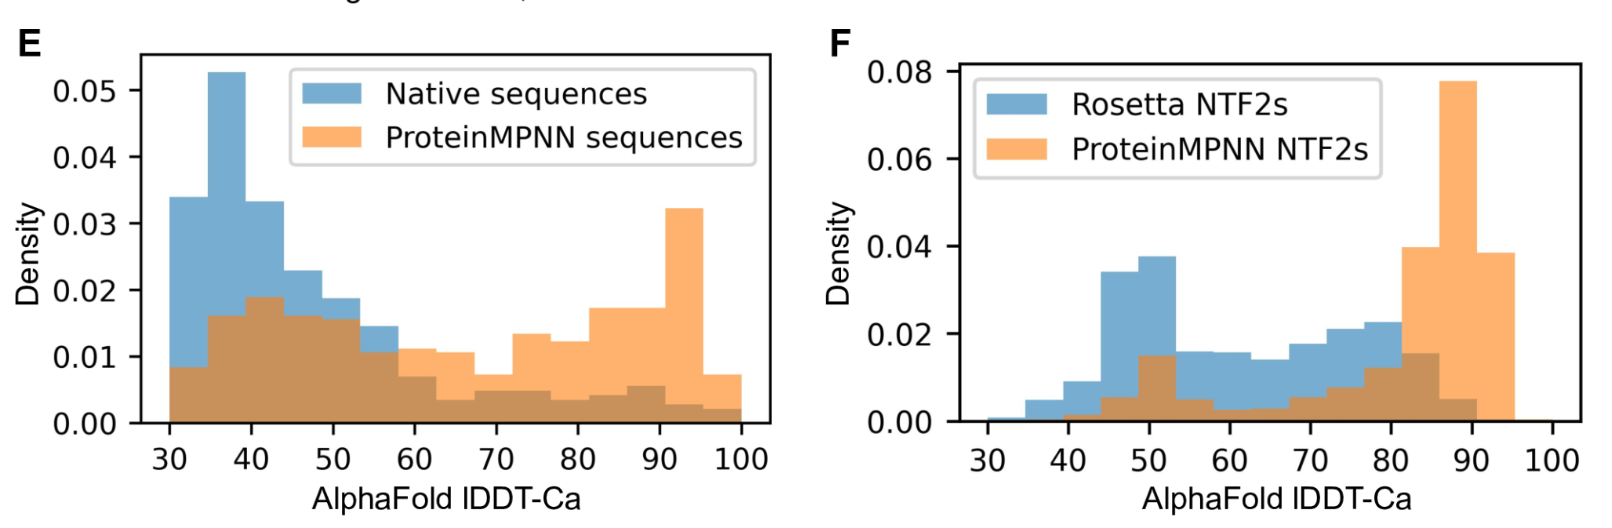 E
Native sequences
ProteinMPNN sequences
0.05
0.04
0.03
0.02
0.01
0.00
Density
30 40 50 60 70 80 90 100
AlphaFold lDDT-Ca
F
Rosetta NTF2s
ProteinMPNN NTF2s
0.08
0.06
0.04
0.02
0.00
Density
30 40 50 60 70 80 90 100
AlphaFold lDDT-Ca